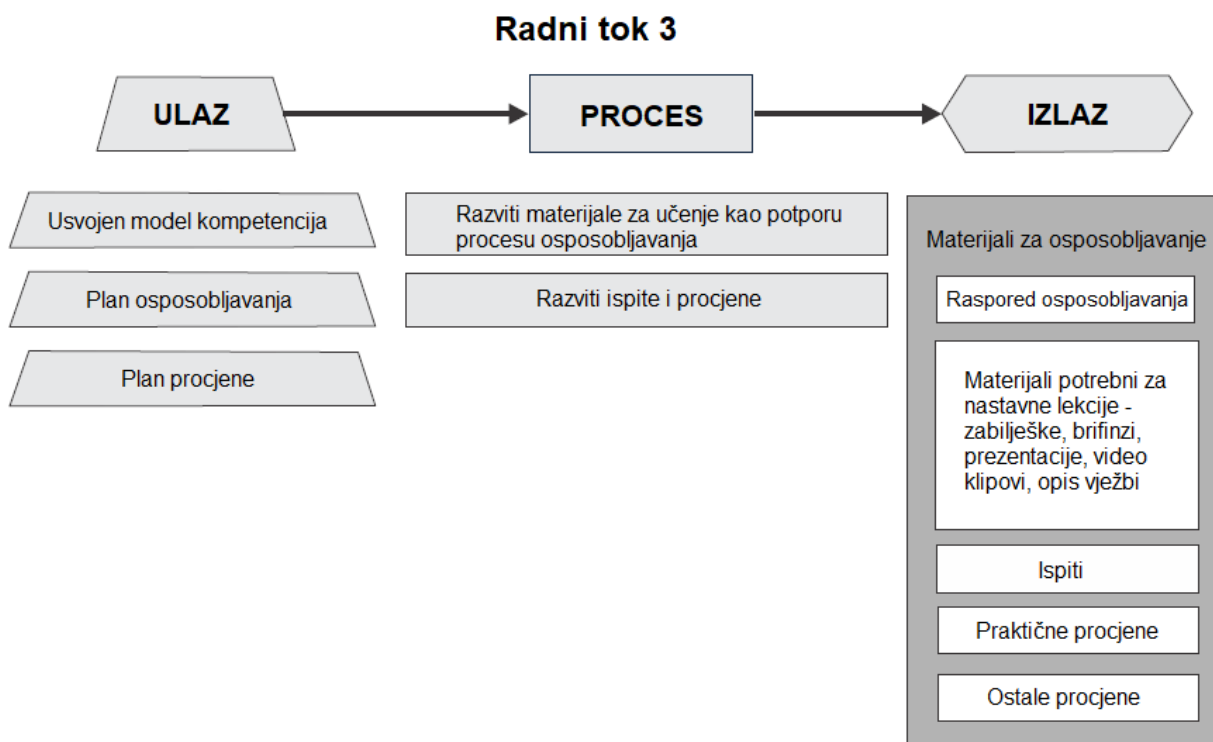 Radni tok 3
ULAZ
PROCES
IZLAZ
Usvojen model kompetencija
Plan osposobljavanja
Plan procjene
Razviti materijale za učenje kao potporu
procesu osposobljavanja
Razviti ispite i procjene
Materijali za osposobljavanje
Raspored osposobljavanja
Materijali potrebni za
nastavne lekcije -
zabilješke, brifinzi,
prezentacije, video
klipovi, opis vježbi
Ispiti
Praktične procjene
Ostale procjene